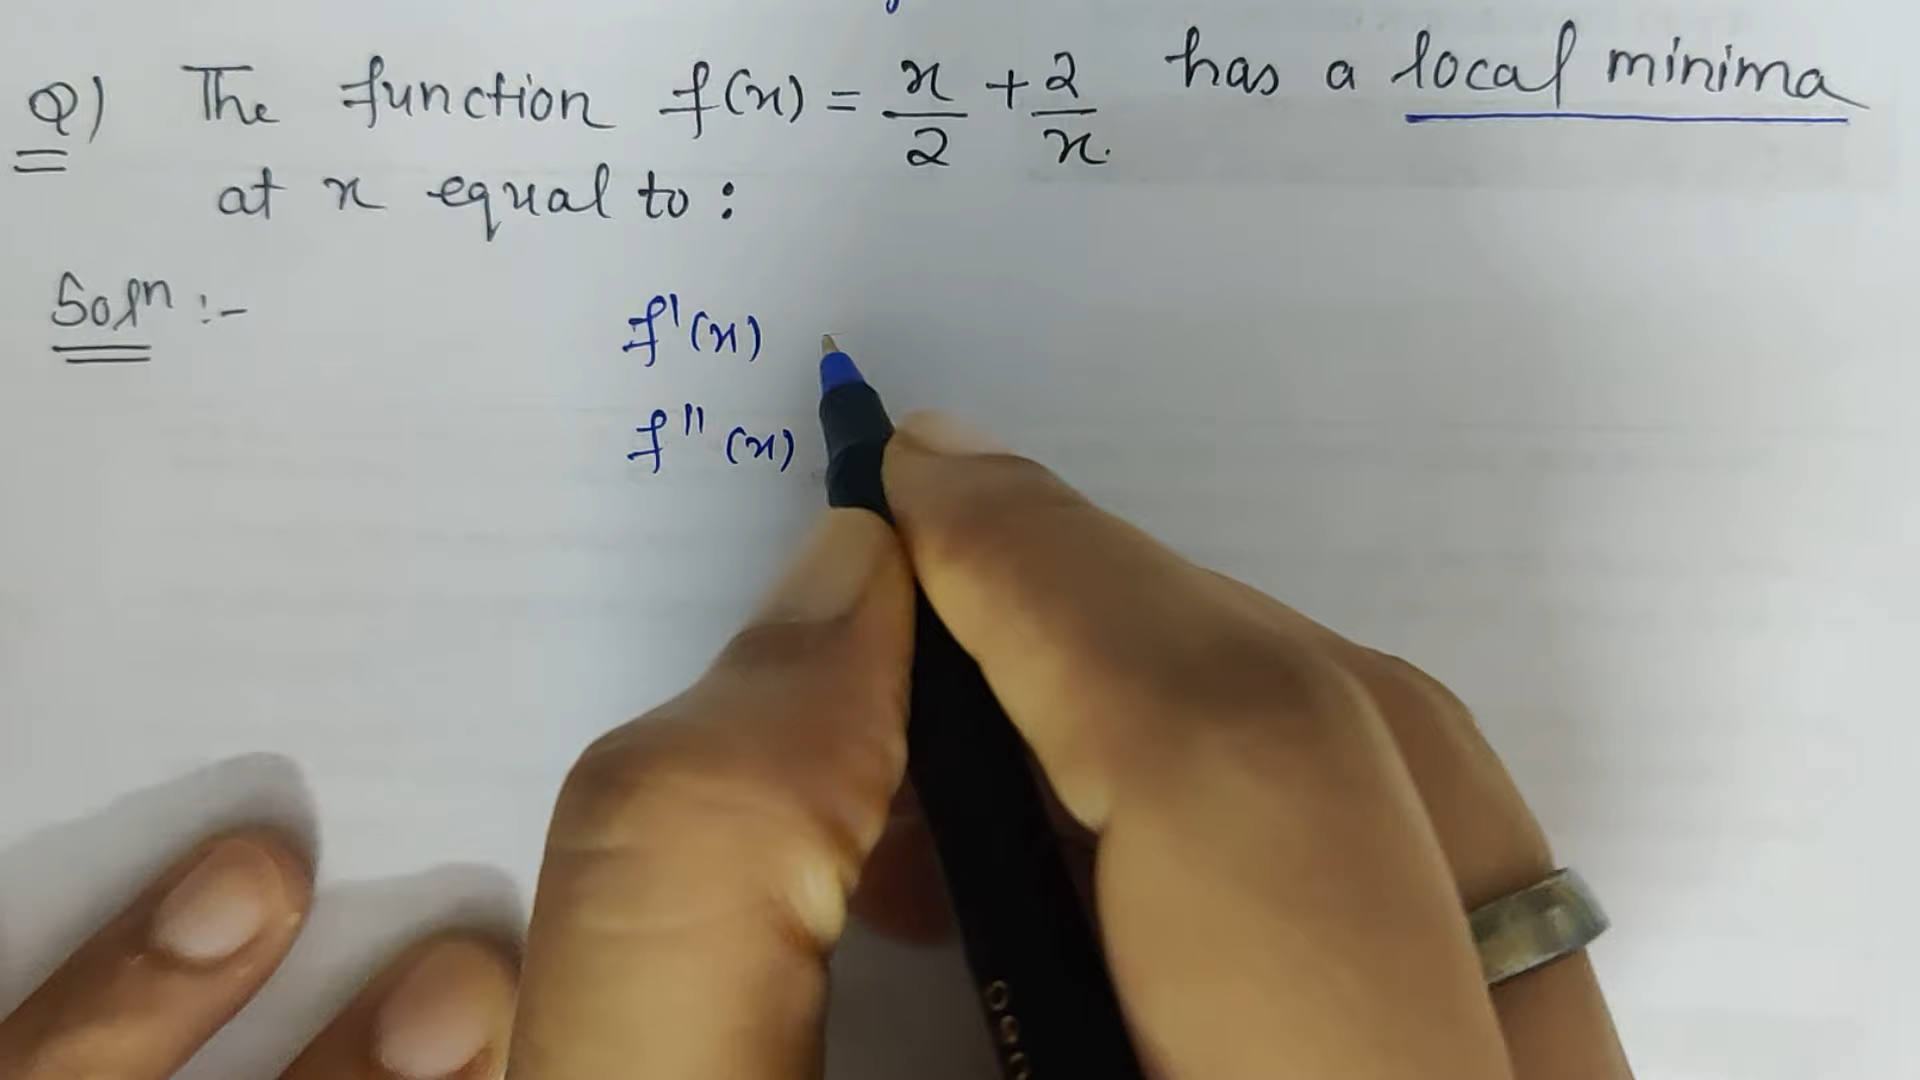 Q) The function f(x) = x/2 + 2/x. has a local minima
at x equal to :
Solⁿ :-
f'(x)
f''(x)